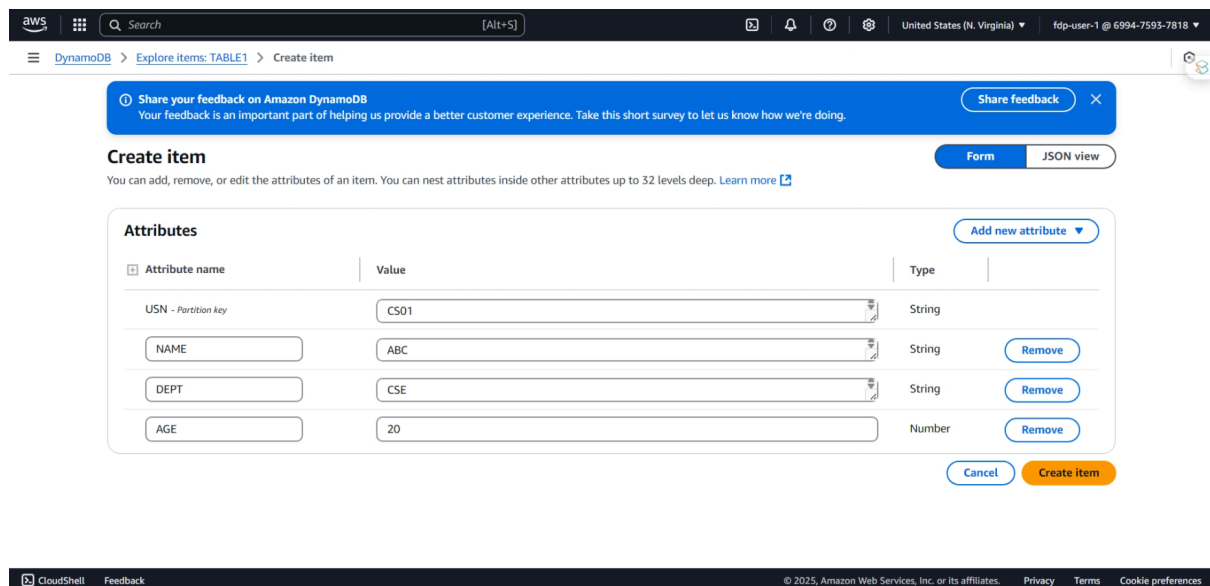 aws Search [Alt+S] United States (N. Virginia) ▼ fdp-user-1 @ 6994-7593-7818 ▼
DynamoDB > Explore items: TABLE1 > Create item
Share your feedback on Amazon DynamoDB
Your feedback is an important part of helping us provide a better customer experience. Take this short survey to let us know how we're doing.
Share feedback
Create item
Form JSON view
You can add, remove, or edit the attributes of an item. You can nest attributes inside other attributes up to 32 levels deep. Learn more
Attributes
Add new attribute ▼
Attribute name Value Type
USN - Partition key CS01 String
NAME ABC String Remove
DEPT CSE String Remove
AGE 20 Number Remove
Cancel Create item
CloudShell Feedback © 2025, Amazon Web Services, Inc. or its affiliates. Privacy Terms Cookie preferences